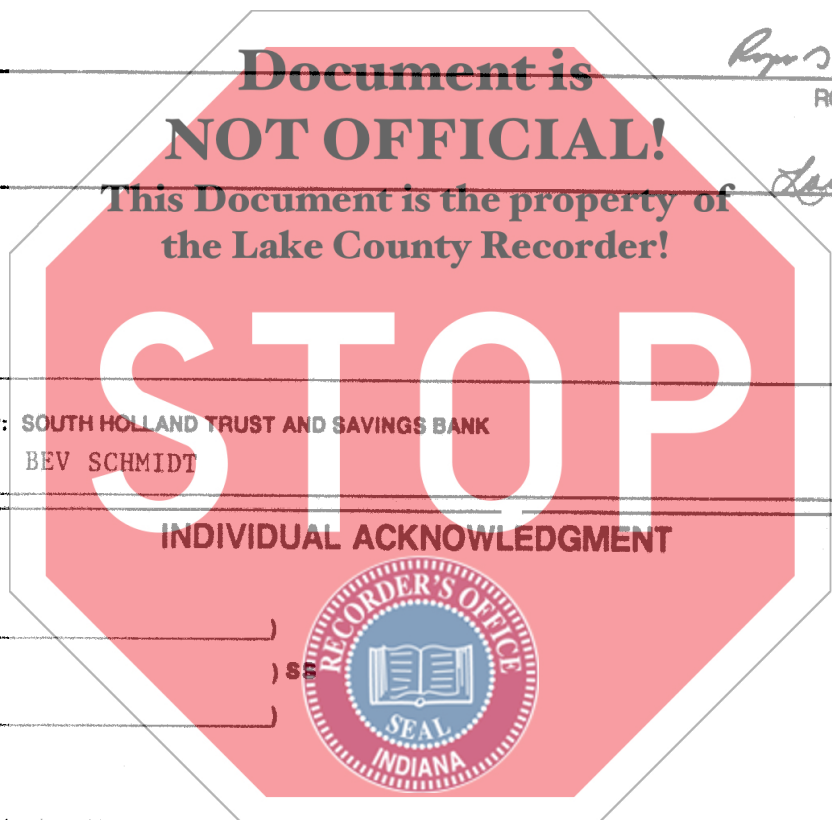 Document is
NOT OFFICIAL!
This Document is the property of
the Lake County Recorder!
STOP
: SOUTH HOLLAND TRUST AND SAVINGS BANK
BEV SCHMIDT
INDIVIDUAL ACKNOWLEDGMENT
)
) SS
)
RECORDER'S OFFICE
SEAL
INDIANA